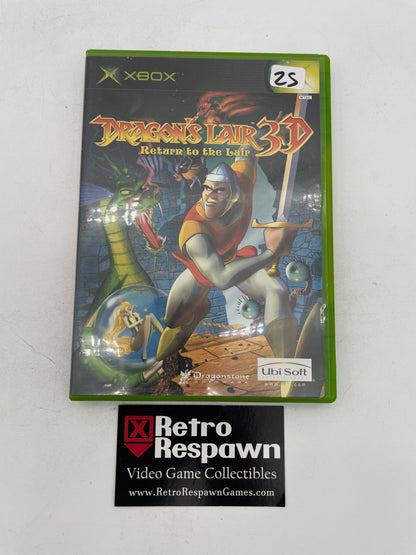 XBOX
25
DRAGON'S LAIR 3D
Return to the Lair
Dragonstone
SOFTWARE
Ubi Soft
Retro
Respawn
Video Game Collectibles
www.RetroRespawnGames.com